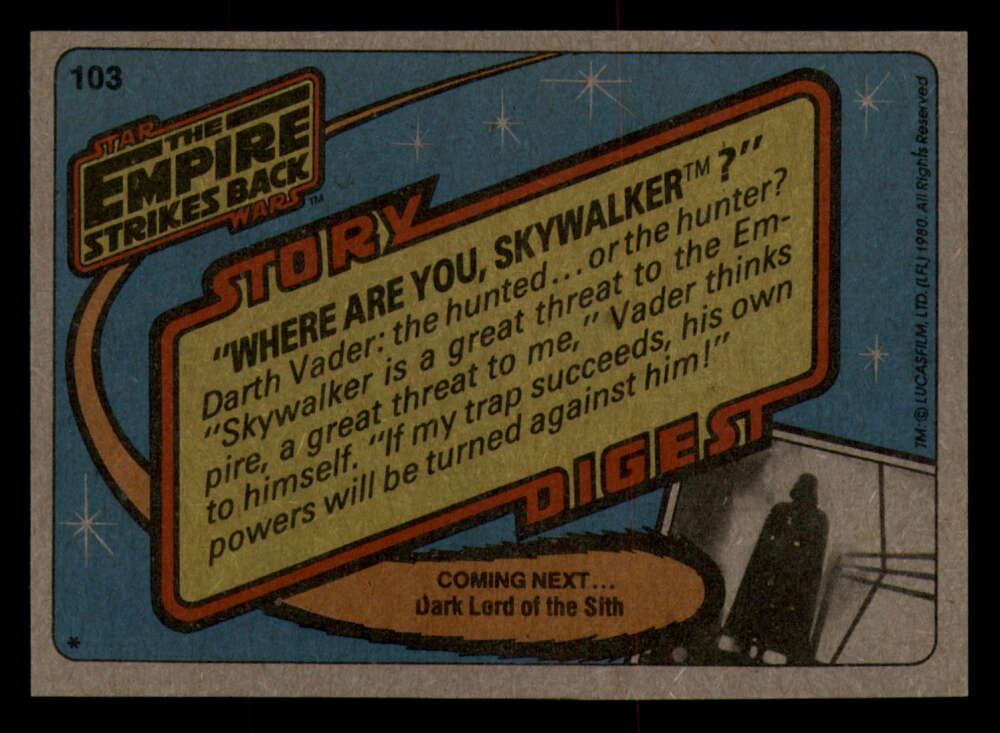 103
STAR
THE
EMPIRE
STRIKES BACK
WARS™
STORY
"WHERE ARE YOU, SKYWALKER™?"
Darth Vader: the hunted...or the hunter?
"Skywalker is a great threat to the Em-
pire, a great threat to me," Vader thinks
to himself. "If my trap succeeds, his own
powers will be turned against him!"
DIGEST
COMING NEXT...
Dark Lord of the Sith
*
TM: © LUCASFILM, LTD. (LFL) 1980. All Rights Reserved